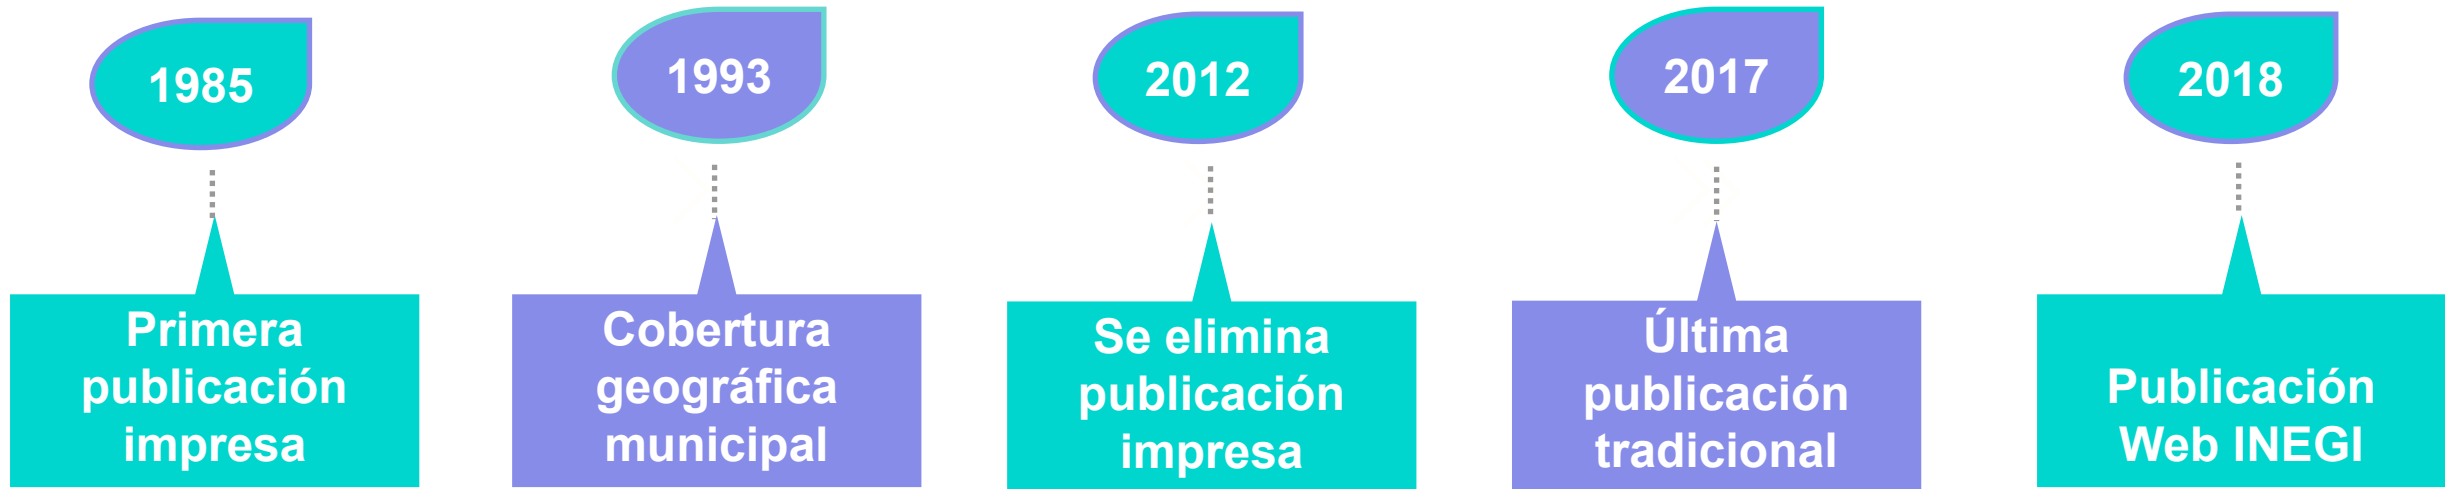 1985
Primera
publicación
impresa
1993
Cobertura
geográfica
municipal
2012
Se elimina
publicación
impresa
2017
Última
publicación
tradicional
2018
Publicación
Web INEGI